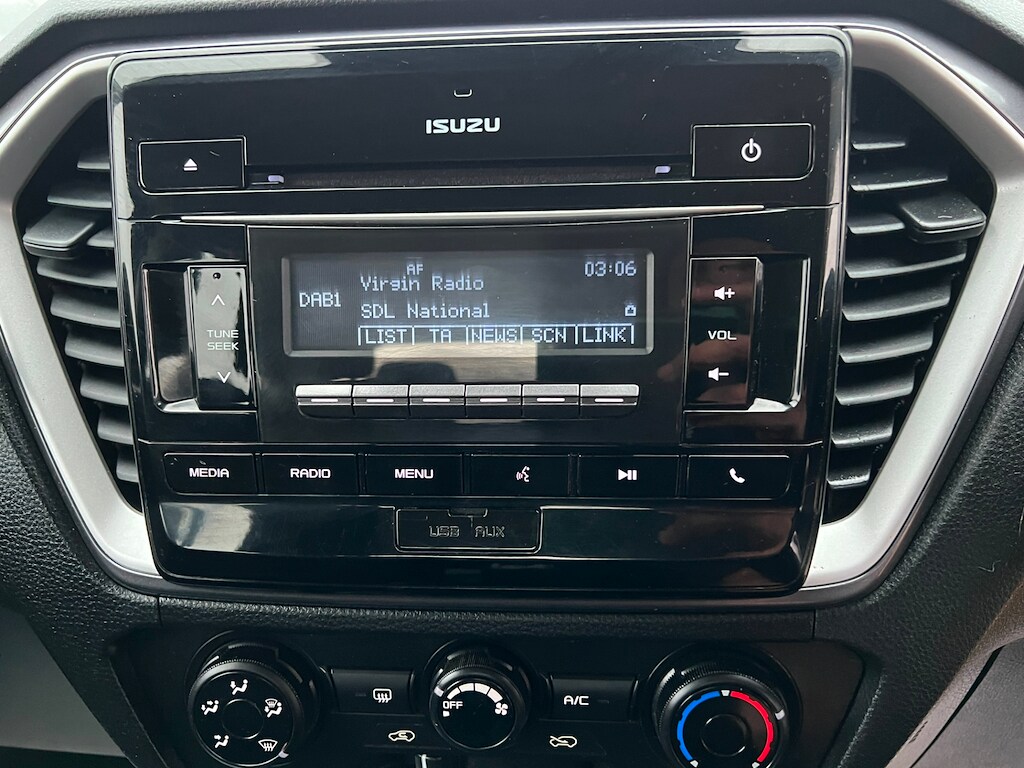 ISUZU
AF
03:06
Virgin Radio
DAB1
SDL National
LIST TA NEWS SCN LINK
TUNE
SEEK
VOL
MEDIA RADIO MENU
USB AUX
OFF
A/C